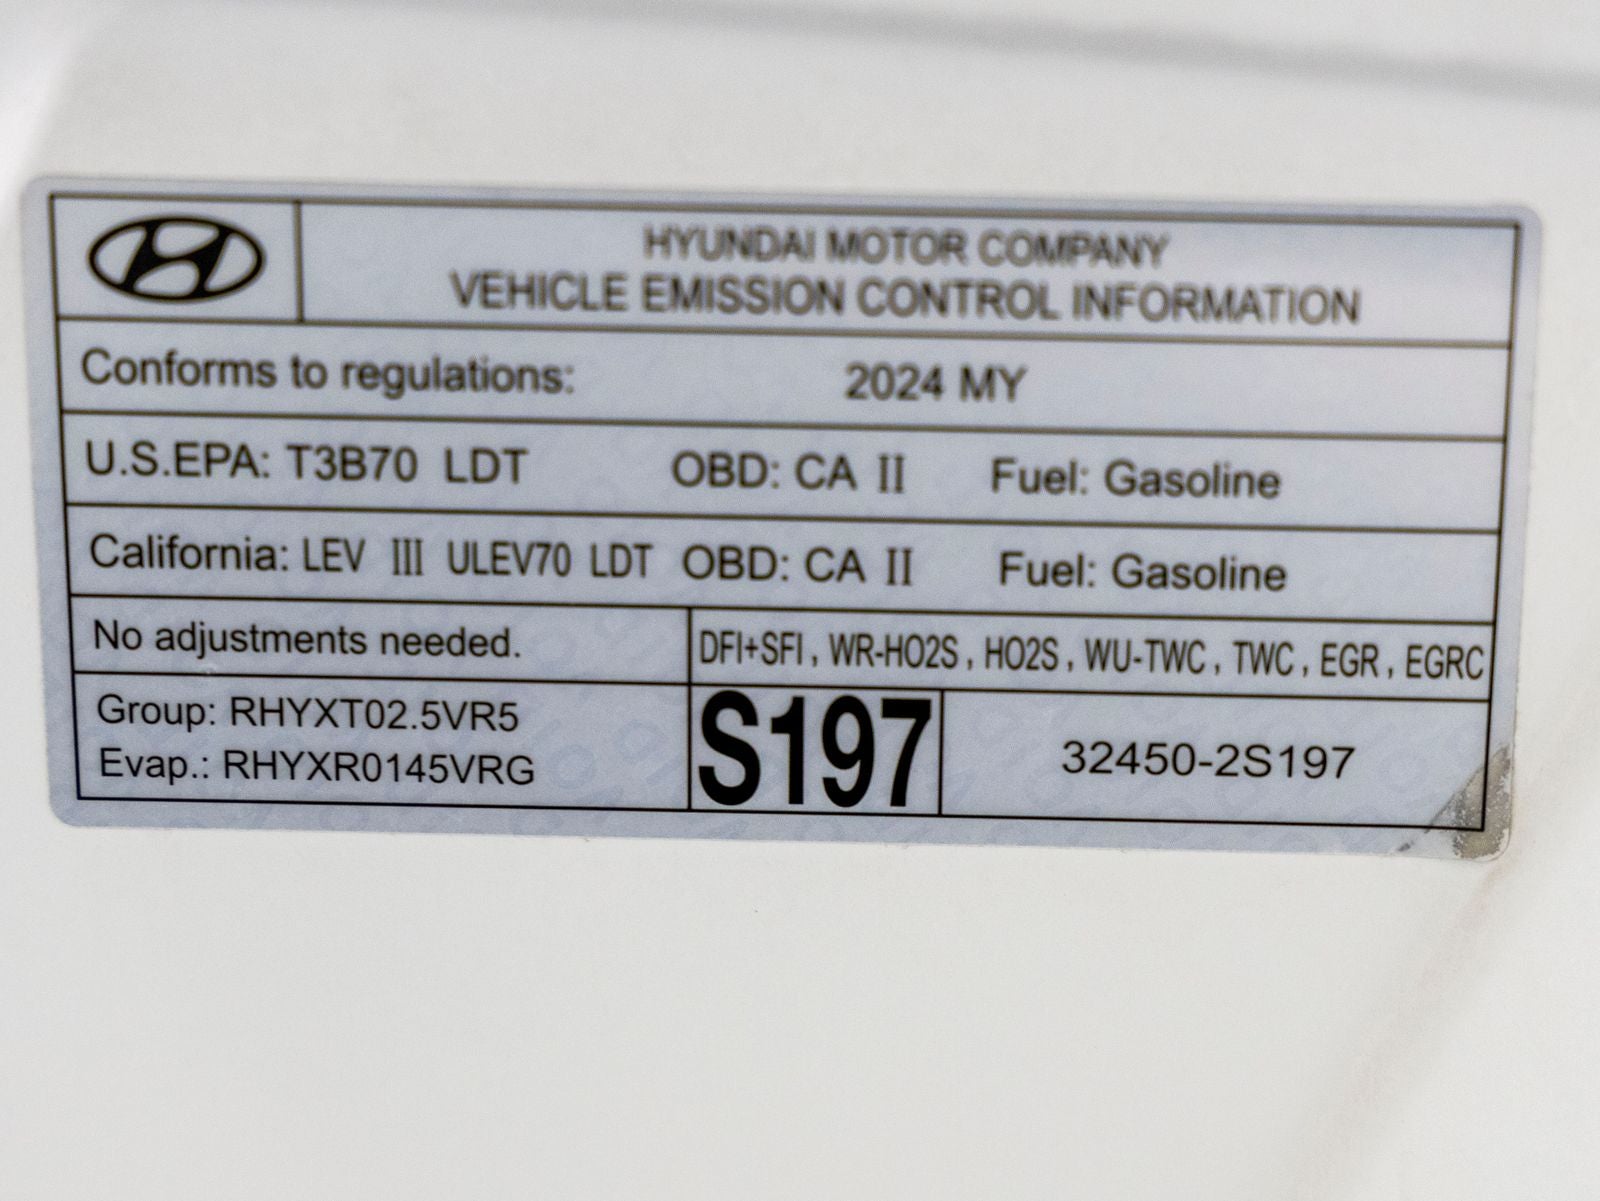 HYUNDAI MOTOR COMPANY
VEHICLE EMISSION CONTROL INFORMATION
Conforms to regulations: 2024 MY
U.S.EPA: T3B70 LDT OBD: CA II Fuel: Gasoline
California: LEV III ULEV70 LDT OBD: CA II Fuel: Gasoline
No adjustments needed. DFI+SFI , WR-HO2S , HO2S , WU-TWC , TWC , EGR , EGRC
Group: RHYXT02.5VR5
Evap.: RHYXR0145VRG
S197
32450-2S197